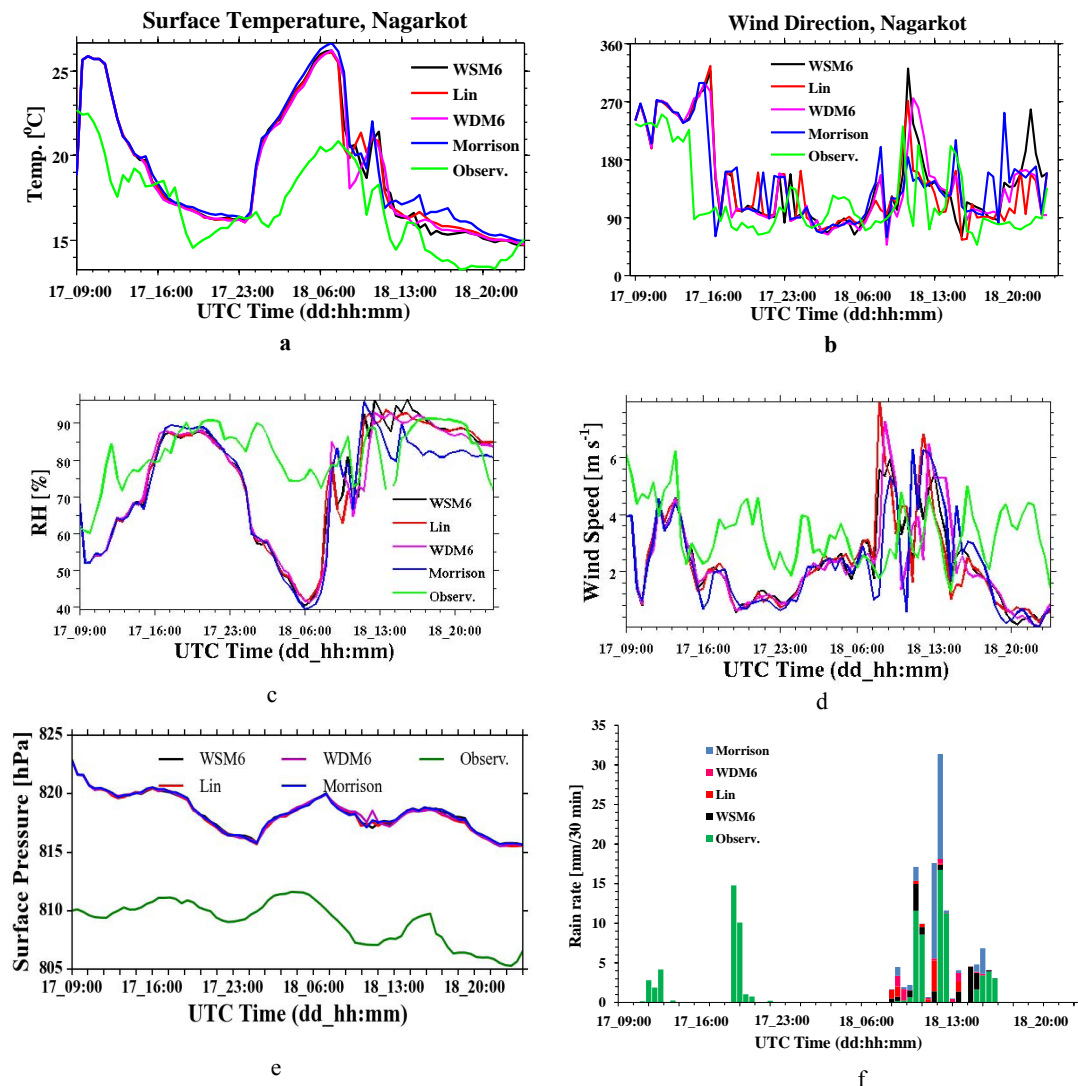 Surface Temperature, Nagarkot
Temp. [⁰C]
25
20
15
WSM6
Lin
WDM6
Morrison
Observ.
17_09:00 17_16:00 17_23:00 18_06:00 18_13:00 18_20:00
UTC Time (dd:hh:mm)
a
Wind Direction, Nagarkot
360
270
180
90
0
WSM6
Lin
WDM6
Morrison
Observ.
17_09:00 17_16:00 17_23:00 18_06:00 18_13:00 18_20:00
UTC Time (dd:hh:mm)
b
RH [%]
90
80
70
60
50
40
WSM6
Lin
WDM6
Morrison
Observ.
17_09:00 17_16:00 17_23:00 18_06:00 18_13:00 18_20:00
UTC Time (dd_hh:mm)
c
Wind Speed [m s⁻¹]
6
4
2
17_09:00 17_16:00 17_23:00 18_06:00 18_13:00 18_20:00
UTC Time (dd_hh:mm)
d
Surface Pressure [hPa]
825
820
815
810
805
WSM6 WDM6 Observ.
Lin Morrison
17_09:00 17_16:00 17_23:00 18_06:00 18_13:00 18_20:00
UTC Time (dd_hh:mm)
e
Rain rate [mm/30 min]
35
30
25
20
15
10
5
0
Morrison
WDM6
Lin
WSM6
Observ.
17_09:00 17_16:00 17_23:00 18_06:00 18_13:00 18_20:00
UTC Time (dd:hh:mm)
f